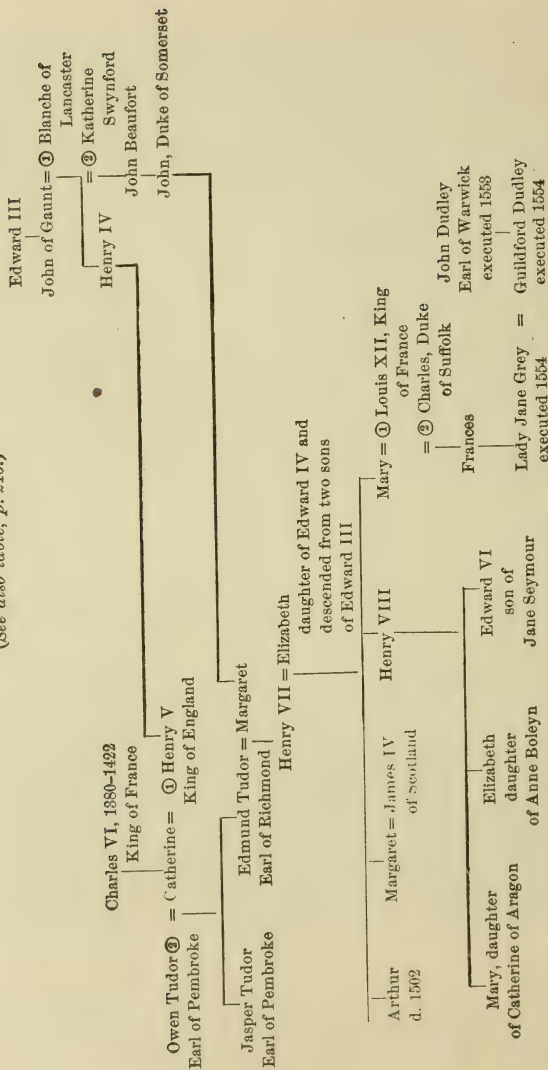 (See also table, p.
Edward III
John of Gaunt = ① Blanche of
Lancaster
= ② Katherine
Swynford
Henry IV
John Beaufort
John, Duke of Somerset
Charles VI, 1380–1422
King of France
Owen Tudor ② = Catherine = ① Henry V
Earl of Pembroke
King of England
Jasper Tudor
Earl of Pembroke
Edmund Tudor = Margaret
Earl of Richmond
Henry VII = Elizabeth
daughter of Edward IV and
descended from two sons
of Edward III
Arthur
d. 1502
Margaret = James IV
of Scotland
Henry VIII
Mary = ① Louis XII, King
of France
= ② Charles, Duke
of Suffolk
Frances
John Dudley
Earl of Warwick
executed 1553
Mary, daughter
of Catherine of Aragon
Elizabeth
daughter
of Anne Boleyn
Edward VI
son of
Jane Seymour
Lady Jane Grey = Guildford Dudley
executed 1554
executed 1554